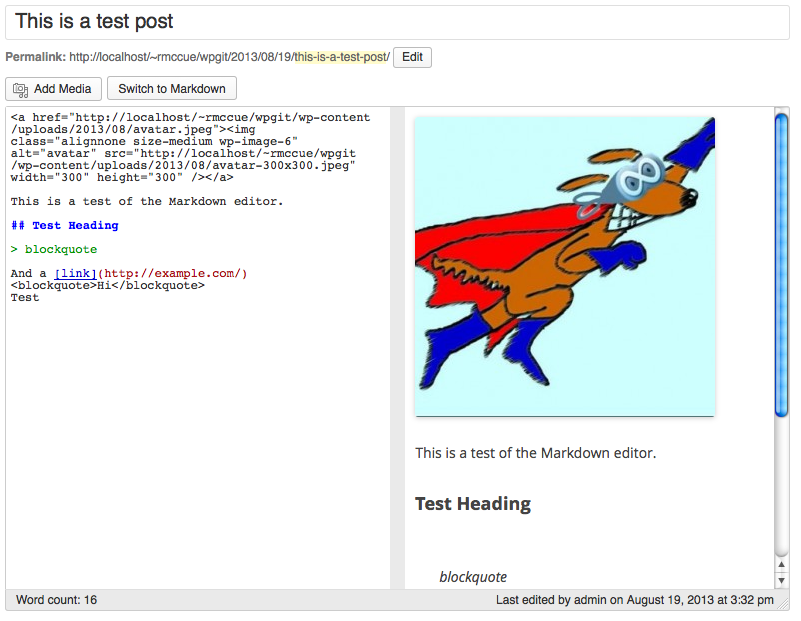 This is a test post
Permalink: http://localhost/~rmccue/wpgit/2013/08/19/this-is-a-test-post/ Edit
Add Media Switch to Markdown
<a href="http://localhost/~rmccue/wpgit/wp-content
/uploads/2013/08/avatar.jpeg"><img
class="alignnone size-medium wp-image-6"
alt="avatar" src="http://localhost/~rmccue/wpgit
/wp-content/uploads/2013/08/avatar-300x300.jpeg"
width="300" height="300" /></a>
This is a test of the Markdown editor.
## Test Heading
> blockquote
And a [link](http://example.com/)
<blockquote>Hi</blockquote>
Test
This is a test of the Markdown editor.
Test Heading
blockquote
Word count: 16
Last edited by admin on August 19, 2013 at 3:32 pm